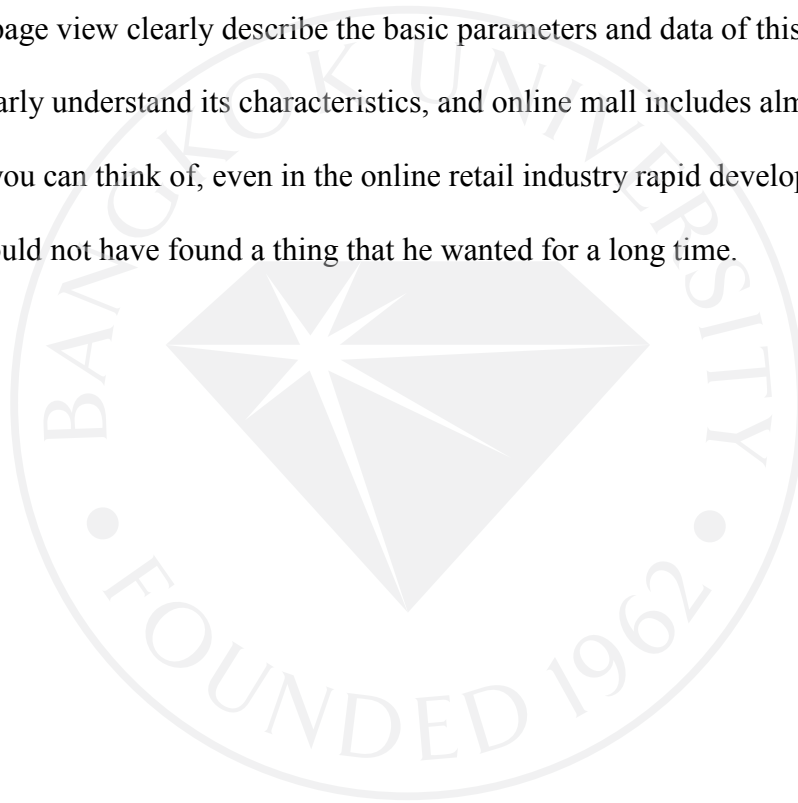 page view clearly describe the basic parameters and data of this
arly understand its characteristics, and online mall includes alm
you can think of, even in the online retail industry rapid develop
uld not have found a thing that he wanted for a long time.
BANGKOK UNIVERSITY
FOUNDED 1962